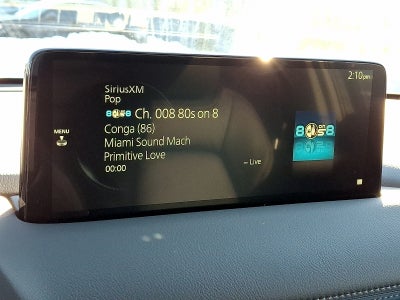 2:10pm
SiriusXM
Pop
Ch. 008 80s on 8
MENU
Conga (86)
Miami Sound Mach
Primitive Love
00:00
– Live